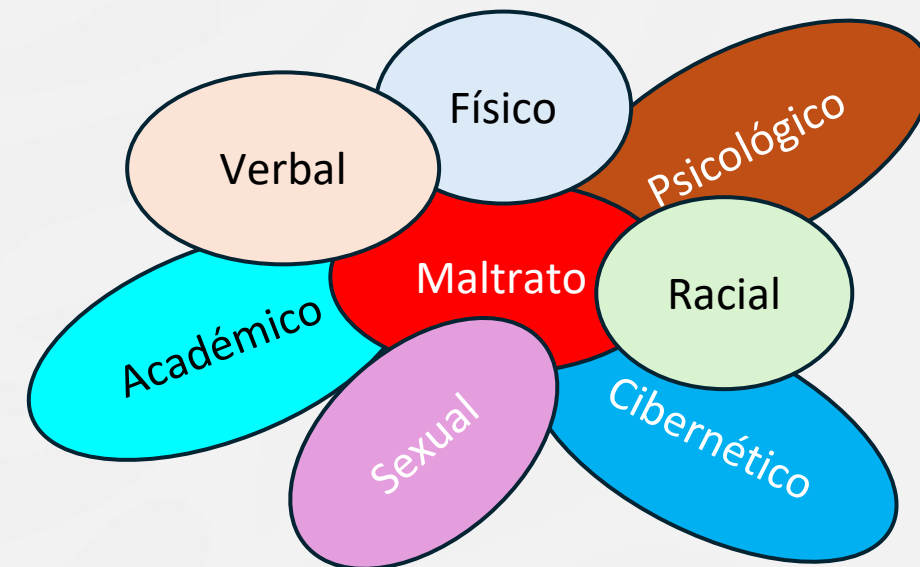 Físico
Psicológico
Verbal
Maltrato
Racial
Académico
Sexual
Cibernético